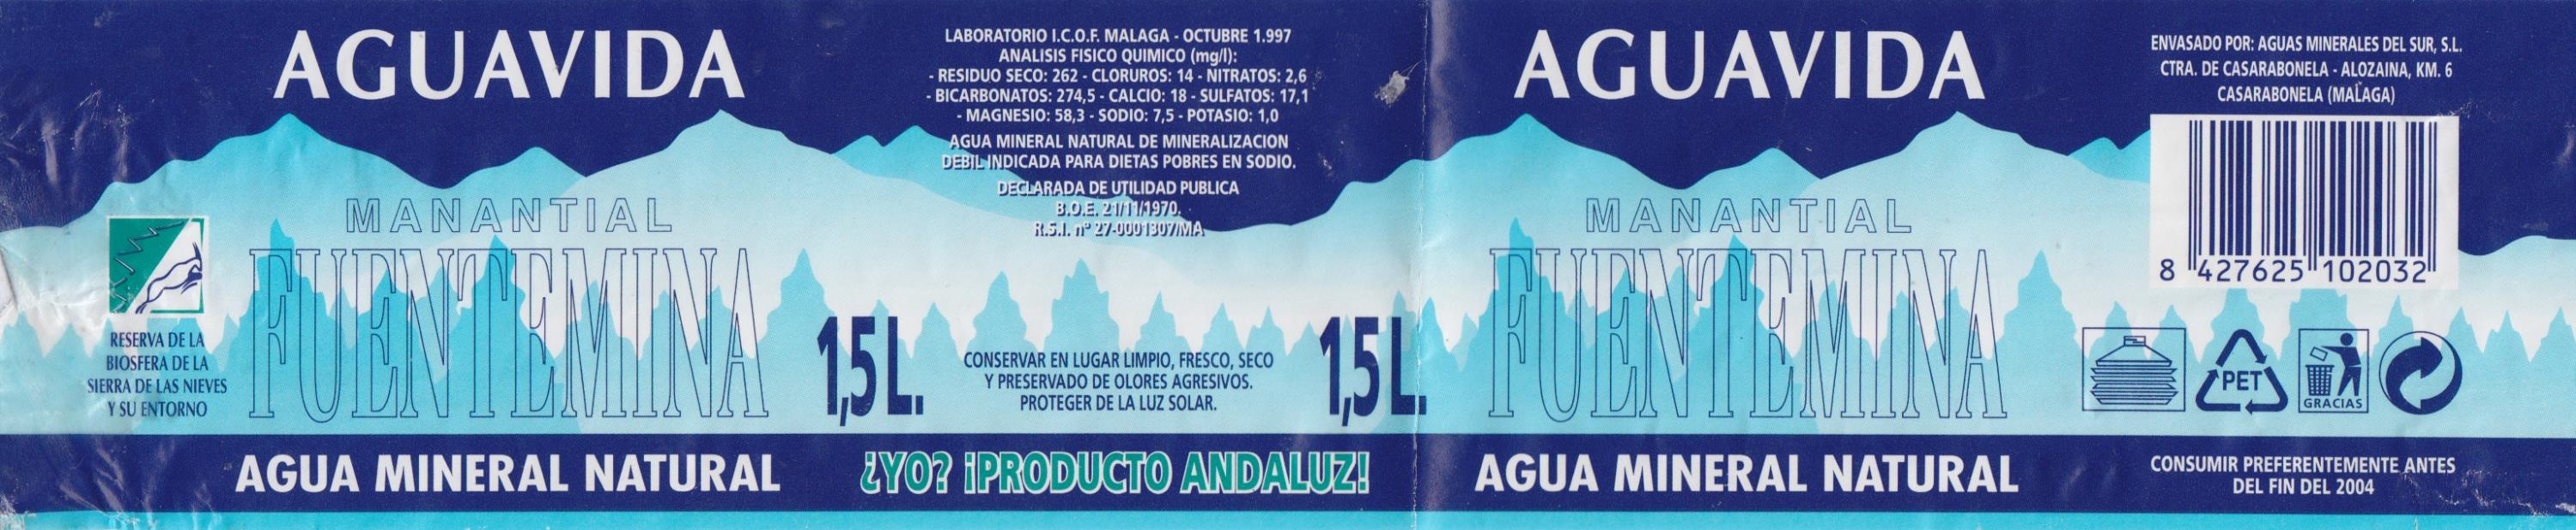 AGUAVIDA
MANANTIAL
FUENTEMINA
RESERVA DE LA
BIOSFERA DE LA
SIERRA DE LAS NIEVES
Y SU ENTORNO
AGUA MINERAL NATURAL
LABORATORIO I.C.O.F. MALAGA - OCTUBRE 1.997
ANALISIS FISICO QUIMICO (mg/l):
- RESIDUO SECO: 262 - CLORUROS: 14 - NITRATOS: 2,6
- BICARBONATOS: 274,5 - CALCIO: 18 - SULFATOS: 17,1
- MAGNESIO: 58,3 - SODIO: 7,5 - POTASIO: 1,0
AGUA MINERAL NATURAL DE MINERALIZACION
DEBIL INDICADA PARA DIETAS POBRES EN SODIO.
DECLARADA DE UTILIDAD PUBLICA
B.O.E. 21/11/1970.
R.S.I. nº 27-0001307/MA
1,5 L.
CONSERVAR EN LUGAR LIMPIO, FRESCO, SECO
Y PRESERVADO DE OLORES AGRESIVOS.
PROTEGER DE LA LUZ SOLAR.
1,5 L.
¿YO? ¡PRODUCTO ANDALUZ!
AGUAVIDA
MANANTIAL
FUENTEMINA
AGUA MINERAL NATURAL
ENVASADO POR: AGUAS MINERALES DEL SUR, S.L.
CTRA. DE CASARABONELA - ALOZAINA, KM. 6
CASARABONELA (MALAGA)
8 427625 102032
PET
GRACIAS
CONSUMIR PREFERENTEMENTE ANTES
DEL FIN DEL 2004